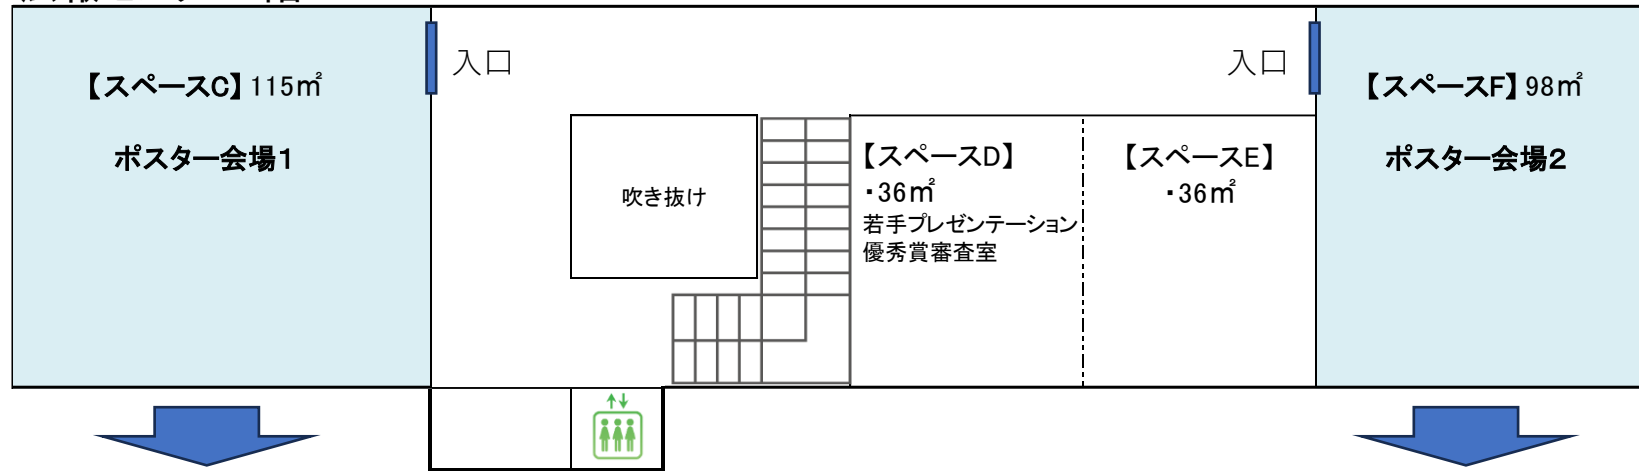 【スペースC】115㎡
ポスター会場1
入口
吹き抜け
【スペースD】
・36㎡
若手プレゼンテーション
優秀賞審査室
【スペースE】
・36㎡
入口
【スペースF】98㎡
ポスター会場2